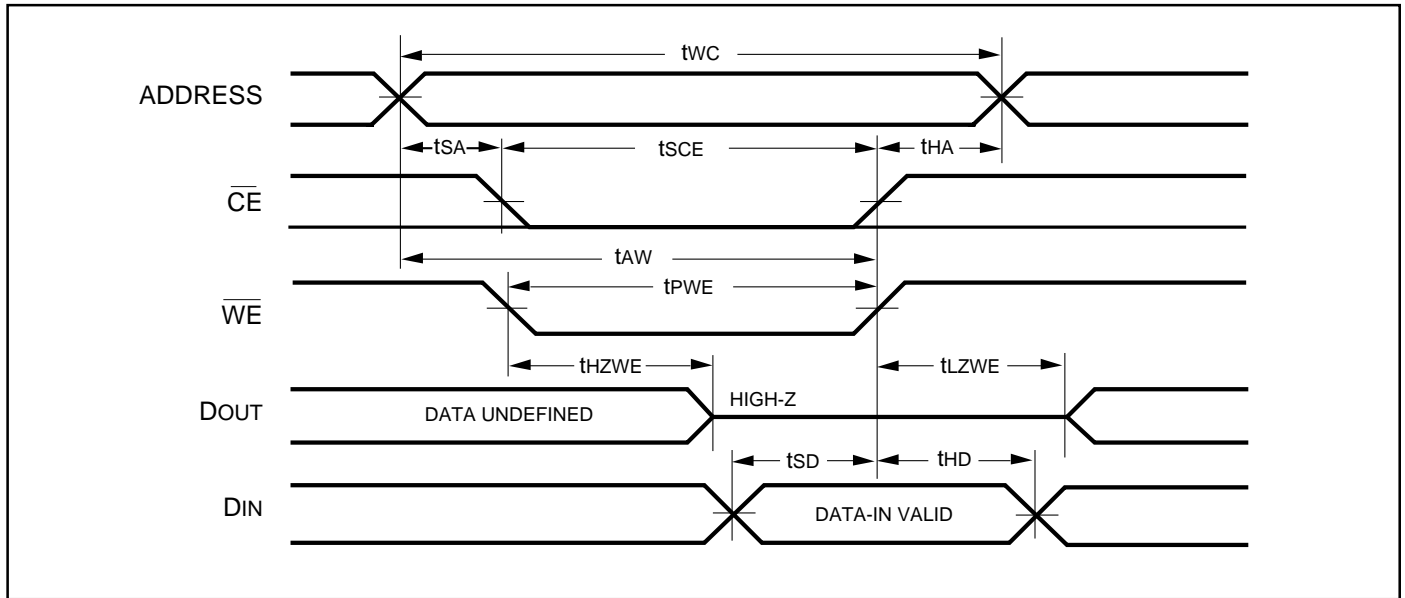 tWC
ADDRESS
tSA tSCE tHA
CE
tAW
tPWE
WE
tHZWE tLZWE
DOUT DATA UNDEFINED HIGH-Z
tSD tHD
DIN DATA-IN VALID